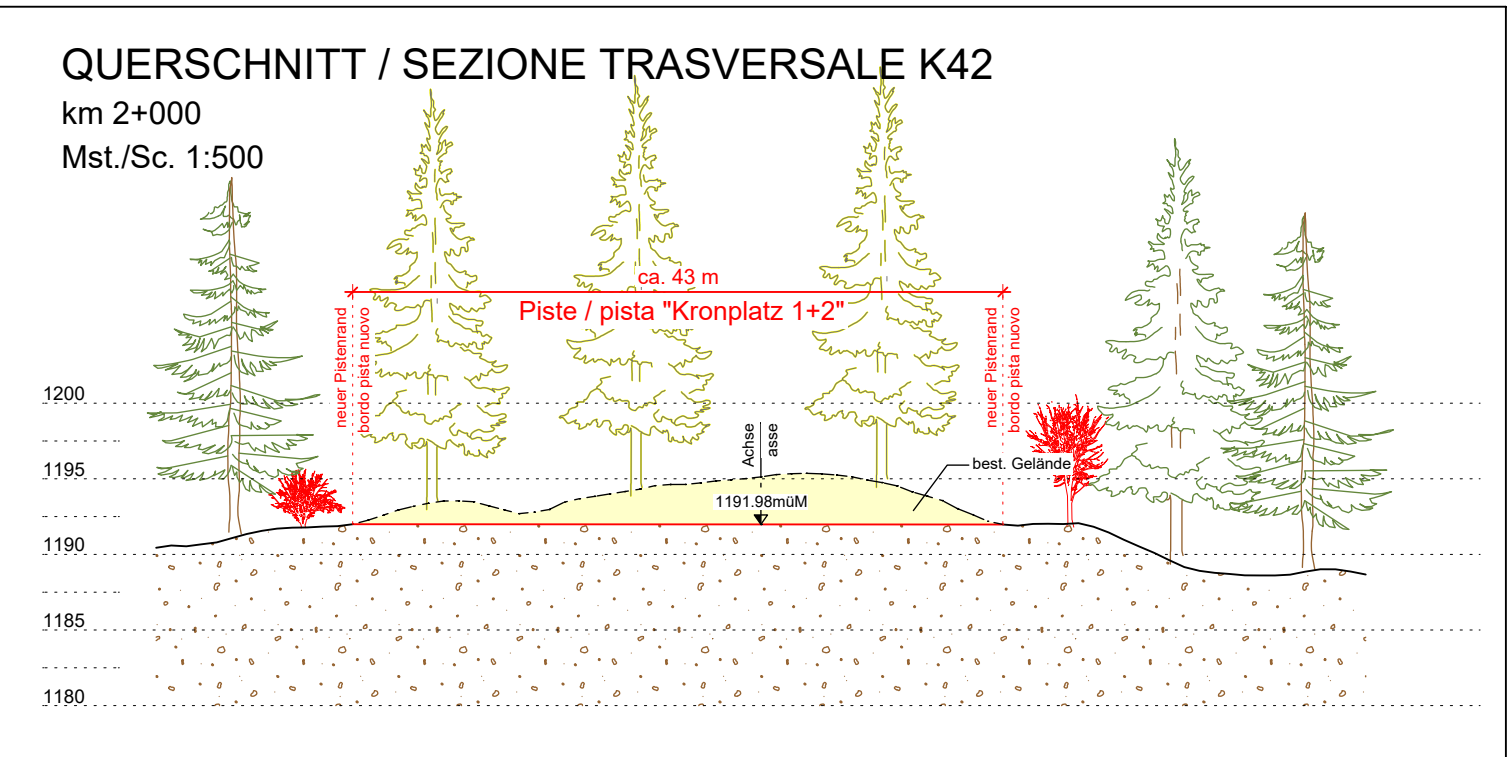 QUERSCHNITT / SEZIONE TRASVERSALE K42
km 2+000
Mst./Sc. 1:500
ca. 43 m
Piste / pista "Kronplatz 1+2"
neuer Pistenrand
bordo pista nuovo
neuer Pistenrand
bordo pista nuovo
1200
Achse
asse
best. Gelände
1195
1191.98müM
1190
1185
1180